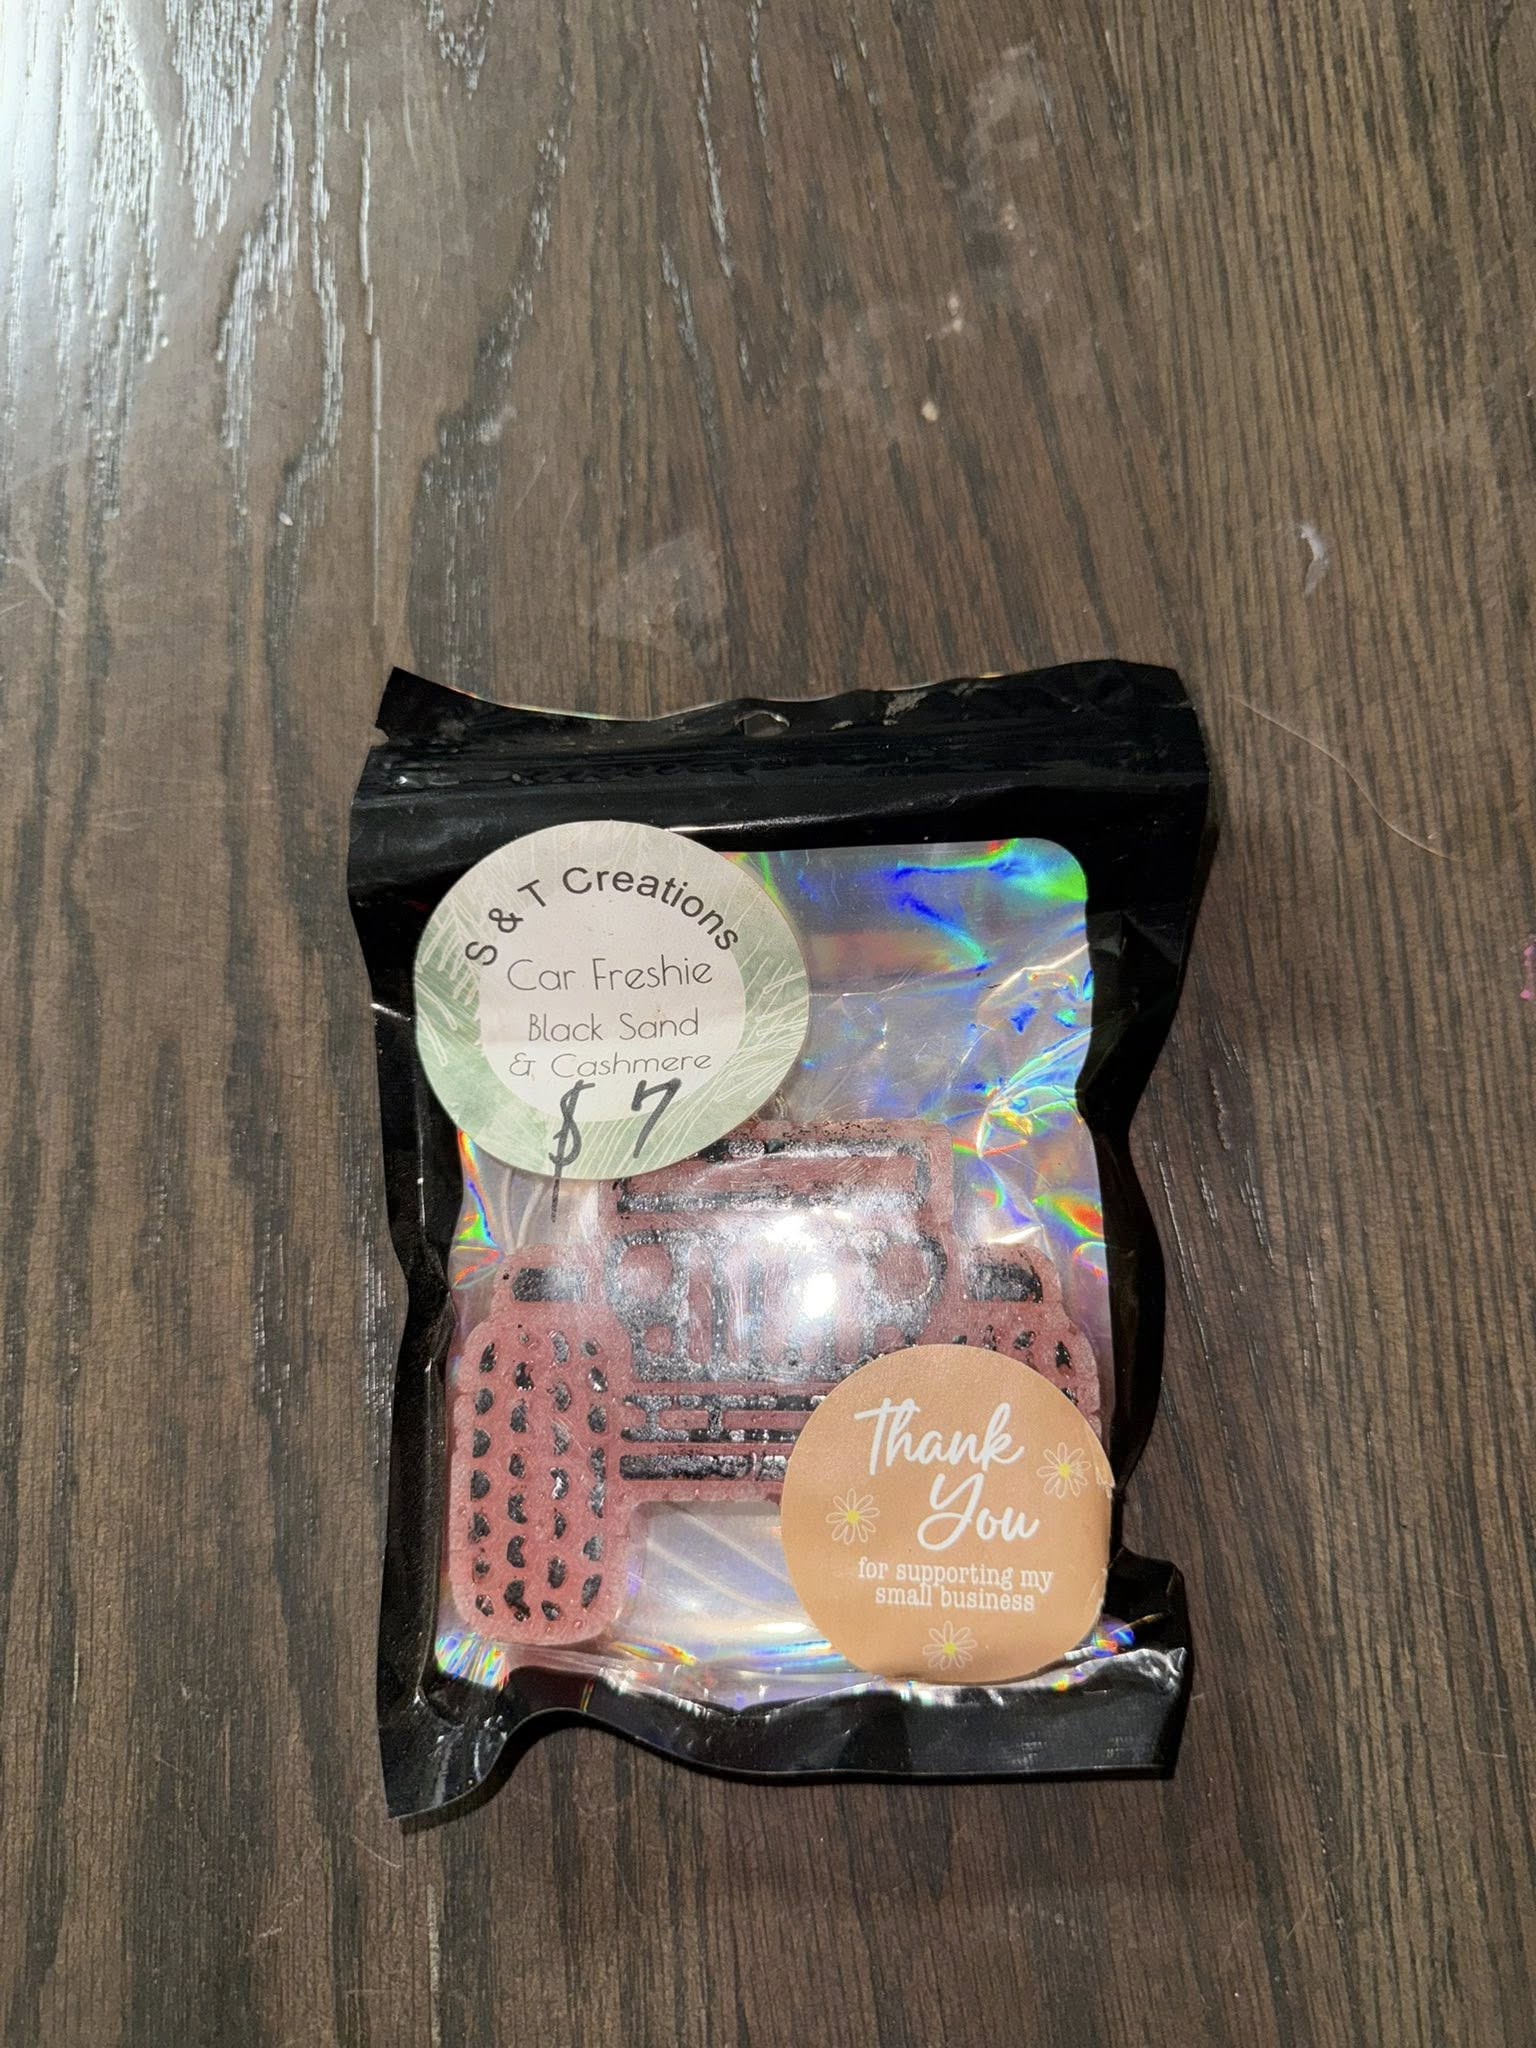 S & T Creations
Car Freshie
Black Sand
& Cashmere
$ 7
Thank
You
for supporting my
small business